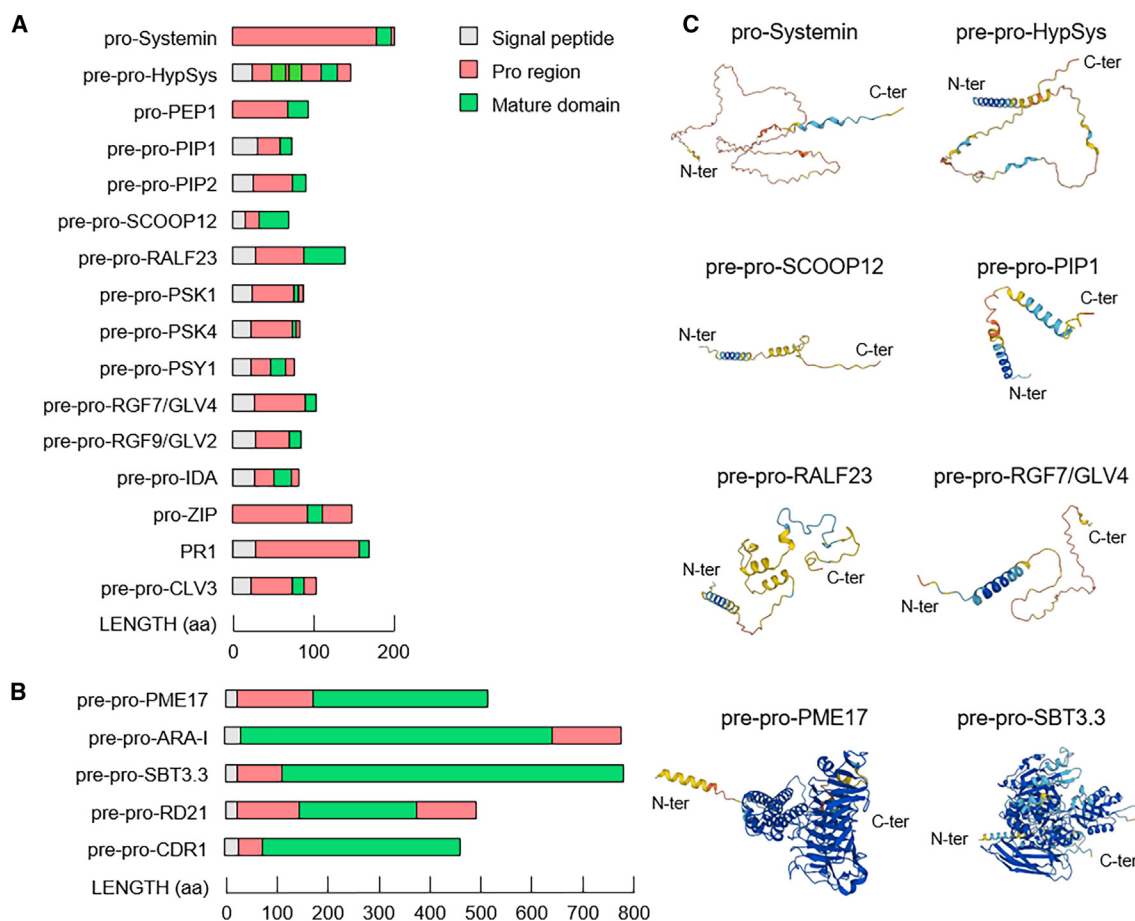 A
pro-Systemin
pre-pro-HypSys
pro-PEP1
pre-pro-PIP1
pre-pro-PIP2
pre-pro-SCOOP12
pre-pro-RALF23
pre-pro-PSK1
pre-pro-PSK4
pre-pro-PSY1
pre-pro-RGF7/GLV4
pre-pro-RGF9/GLV2
pre-pro-IDA
pro-ZIP
PR1
pre-pro-CLV3
LENGTH (aa)
0 100 200
Signal peptide
Pro region
Mature domain
B
pre-pro-PME17
pre-pro-ARA-I
pre-pro-SBT3.3
pre-pro-RD21
pre-pro-CDR1
LENGTH (aa)
0 100 200 300 400 500 600 700 800
C
pro-Systemin
C-ter
N-ter
pre-pro-HypSys
C-ter
N-ter
pre-pro-SCOOP12
N-ter
C-ter
pre-pro-PIP1
C-ter
N-ter
pre-pro-RALF23
N-ter
C-ter
pre-pro-RGF7/GLV4
C-ter
N-ter
pre-pro-PME17
N-ter
C-ter
pre-pro-SBT3.3
N-ter
C-ter